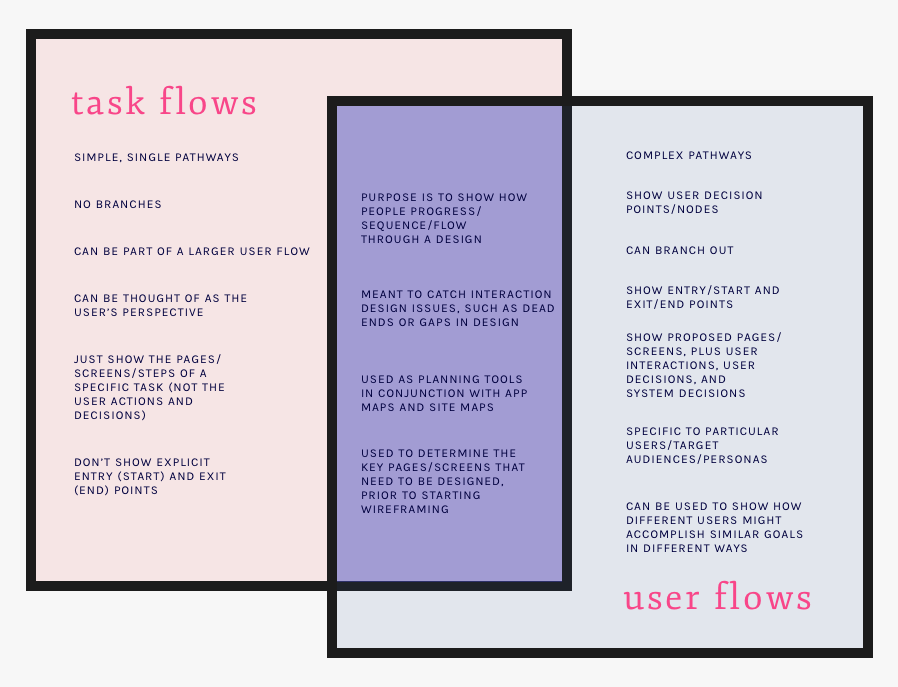 task flows
SIMPLE, SINGLE PATHWAYS
NO BRANCHES
CAN BE PART OF A LARGER USER FLOW
CAN BE THOUGHT OF AS THE
USER'S PERSPECTIVE
JUST SHOW THE PAGES/
SCREENS/STEPS OF A
SPECIFIC TASK (NOT THE
USER ACTIONS AND
DECISIONS)
DON'T SHOW EXPLICIT
ENTRY (START) AND EXIT
(END) POINTS
PURPOSE IS TO SHOW HOW
PEOPLE PROGRESS/
SEQUENCE/FLOW
THROUGH A DESIGN
MEANT TO CATCH INTERACTION
DESIGN ISSUES, SUCH AS DEAD
ENDS OR GAPS IN DESIGN
USED AS PLANNING TOOLS
IN CONJUNCTION WITH APP
MAPS AND SITE MAPS
USED TO DETERMINE THE
KEY PAGES/SCREENS THAT
NEED TO BE DESIGNED,
PRIOR TO STARTING
WIREFRAMING
COMPLEX PATHWAYS
SHOW USER DECISION
POINTS/NODES
CAN BRANCH OUT
SHOW ENTRY/START AND
EXIT/END POINTS
SHOW PROPOSED PAGES/
SCREENS, PLUS USER
INTERACTIONS, USER
DECISIONS, AND
SYSTEM DECISIONS
SPECIFIC TO PARTICULAR
USERS/TARGET
AUDIENCES/PERSONAS
CAN BE USED TO SHOW HOW
DIFFERENT USERS MIGHT
ACCOMPLISH SIMILAR GOALS
IN DIFFERENT WAYS
user flows